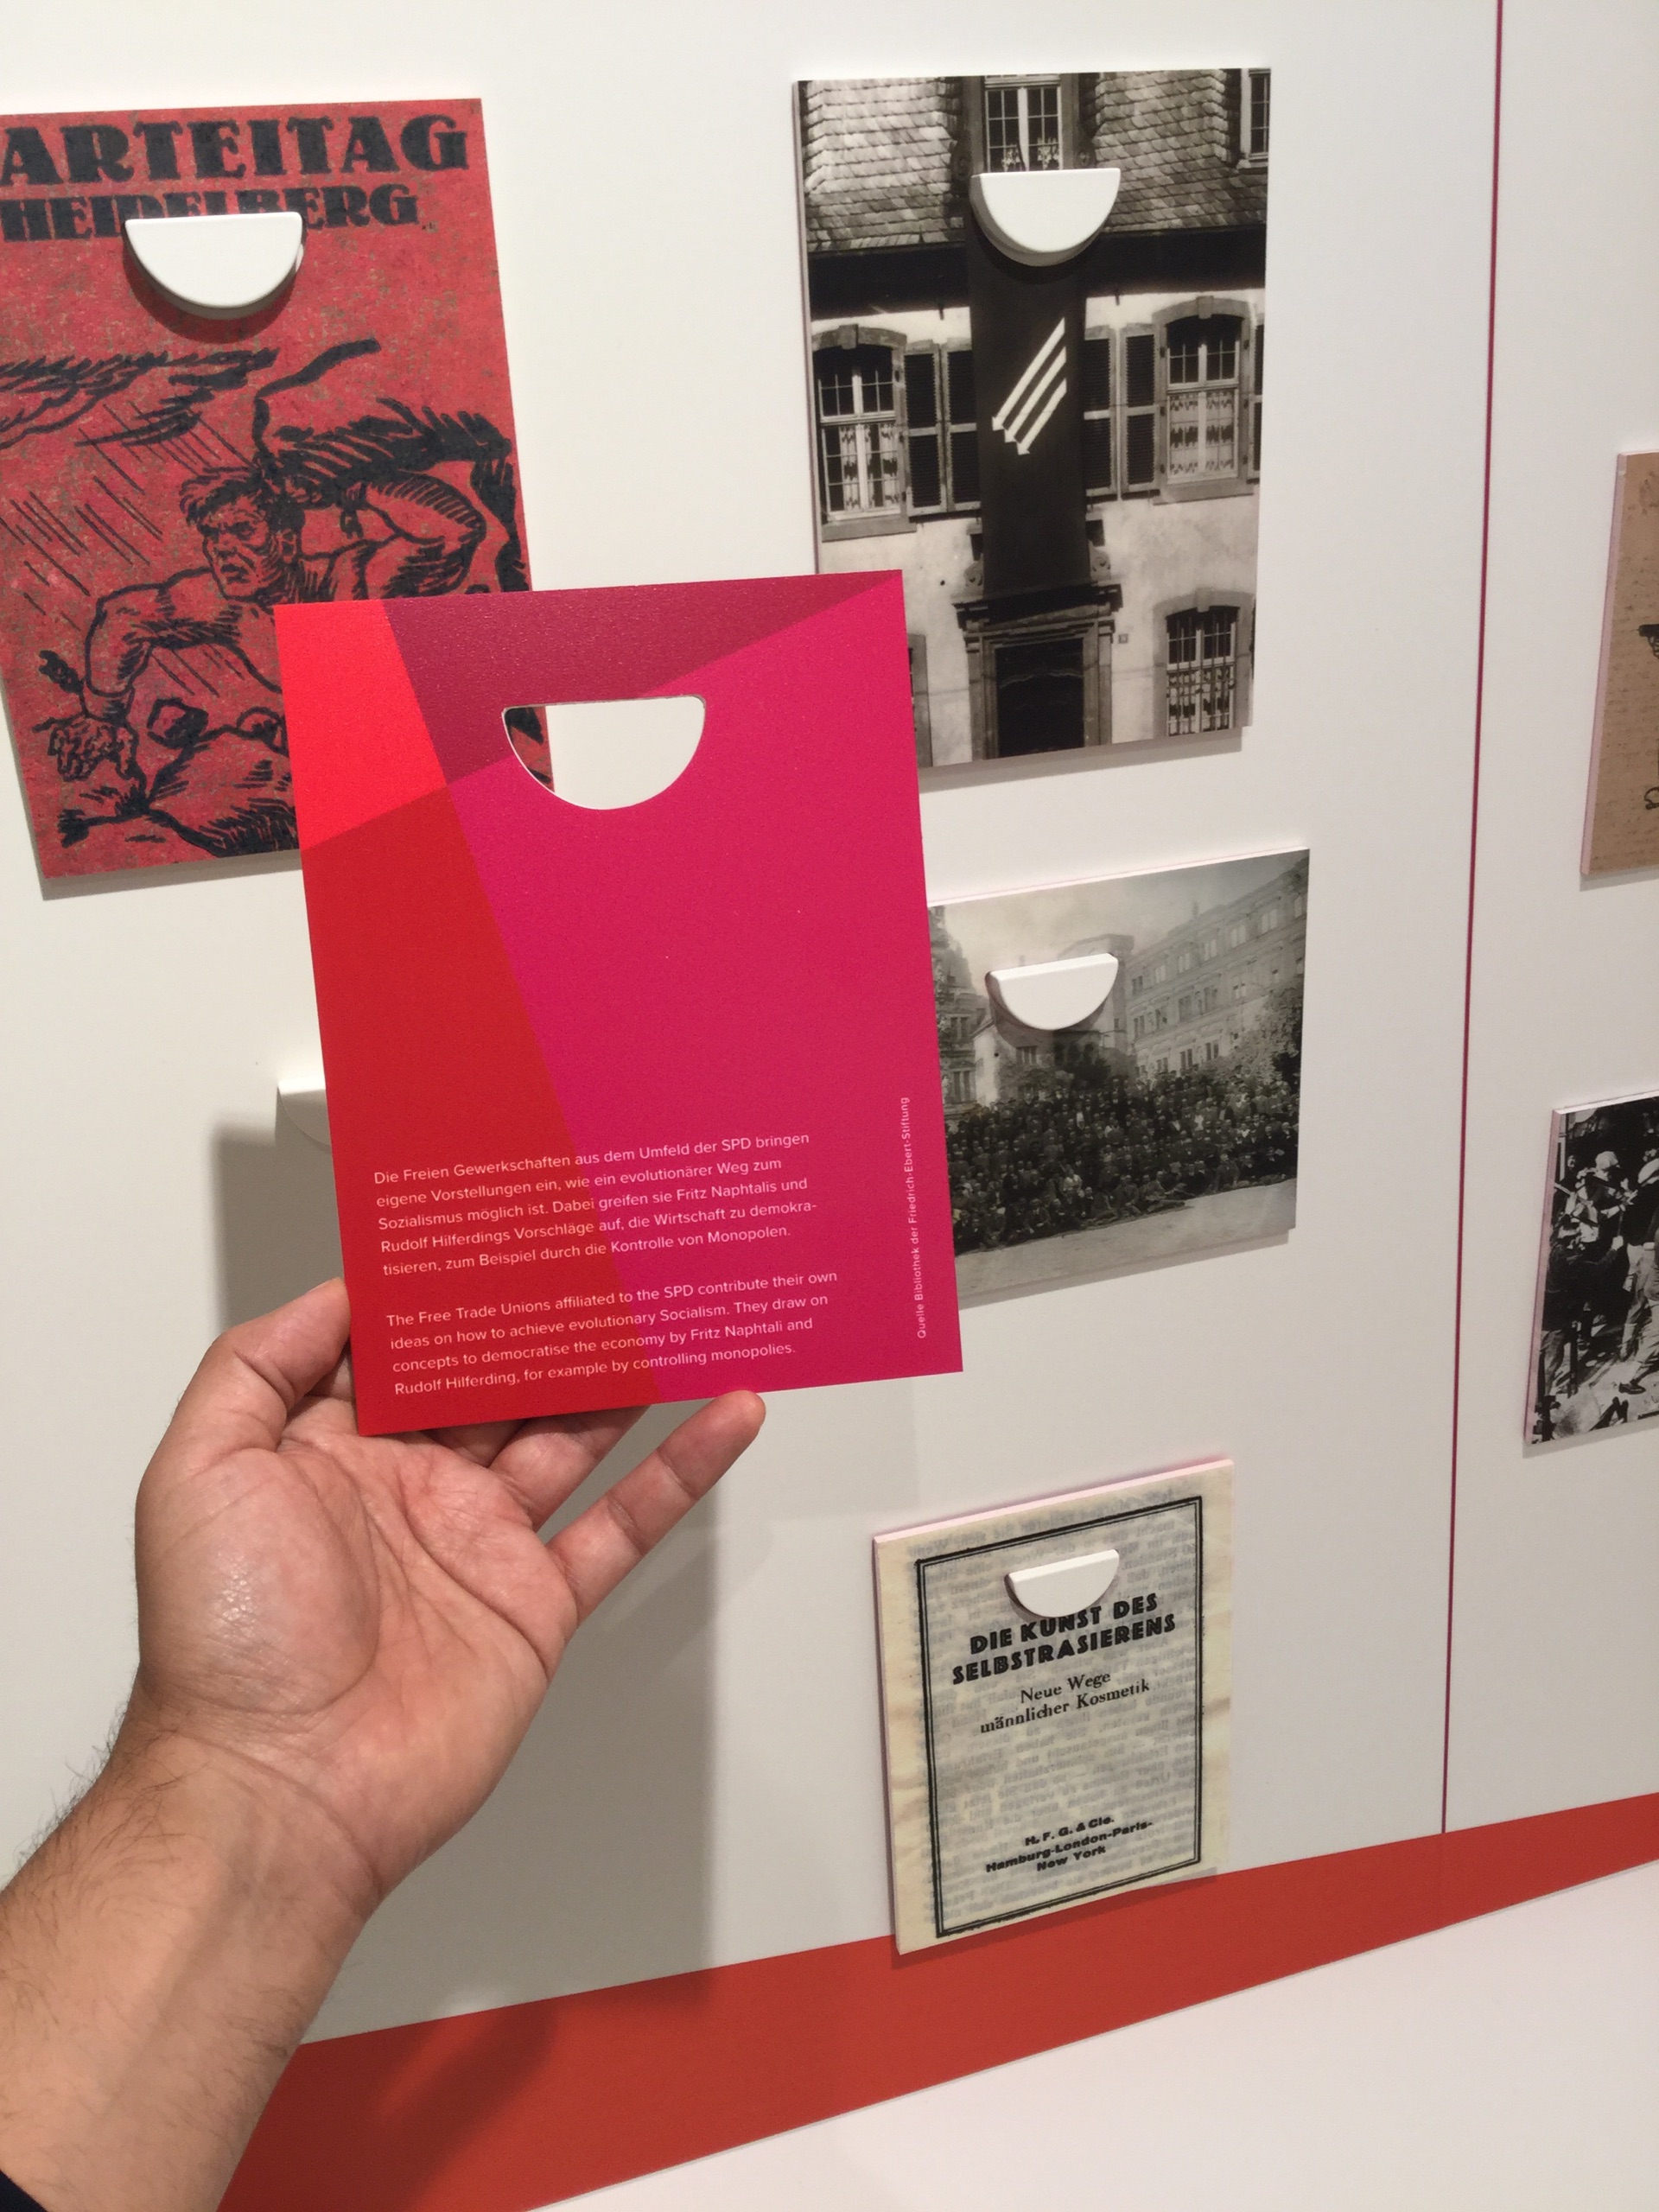 ARTEITAG
HEIDELBERG
Die Freien Gewerkschaften aus dem Umfeld der SPD bringen
eigene Vorstellungen ein, wie ein evolutionärer Weg zum
Sozialismus möglich ist. Dabei greifen sie Fritz Naphtalis und
Rudolf Hilferdings Vorschläge auf, die Wirtschaft zu demokra-
tisieren, zum Beispiel durch die Kontrolle von Monopolen.
The Free Trade Unions affiliated to the SPD contribute their own
ideas on how to achieve evolutionary Socialism. They draw on
concepts to democratise the economy by Fritz Naphtali and
Rudolf Hilferding, for example by controlling monopolies.
Quelle Bibliothek der Friedrich-Ebert-Stiftung
DIE KUNST DES
SELBSTRASIERENS
Neue Wege
männlicher Kosmetik
H. F. G. & Cie.
Hamburg-London-Paris-
New York